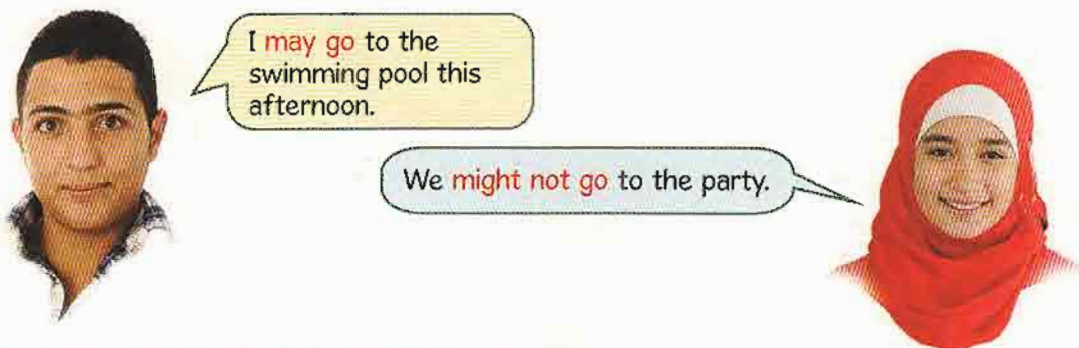 I may go to the
swimming pool this
afternoon.
We might not go to the party.